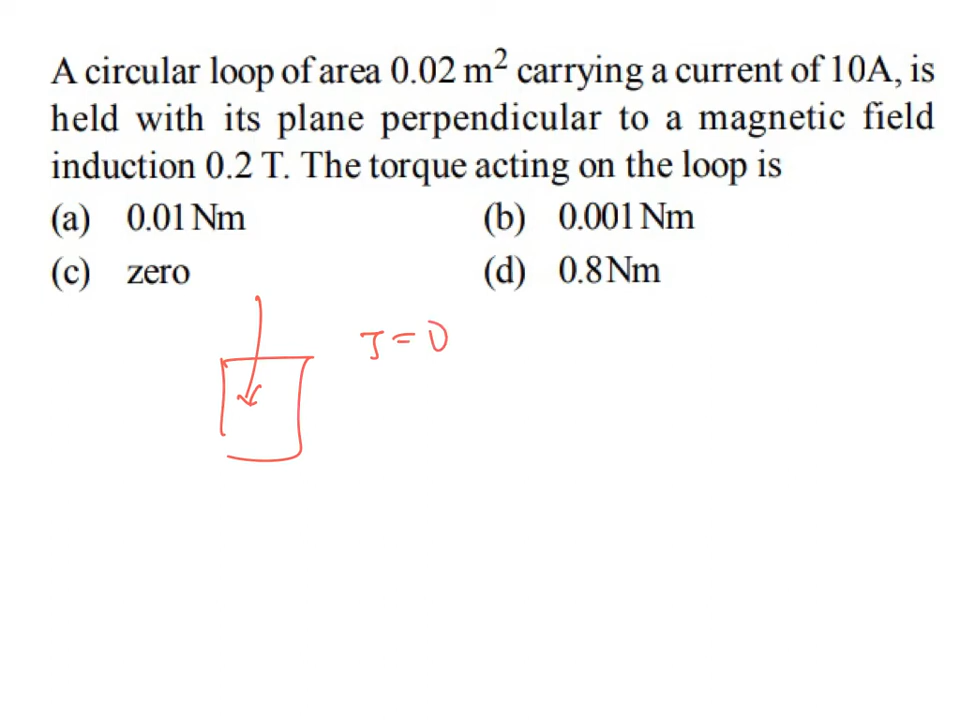 A circular loop of area 0.02 m² carrying a current of 10A, is
held with its plane perpendicular to a magnetic field
induction 0.2 T. The torque acting on the loop is
(a) 0.01 Nm (b) 0.001 Nm
(c) zero (d) 0.8 Nm
τ = 0